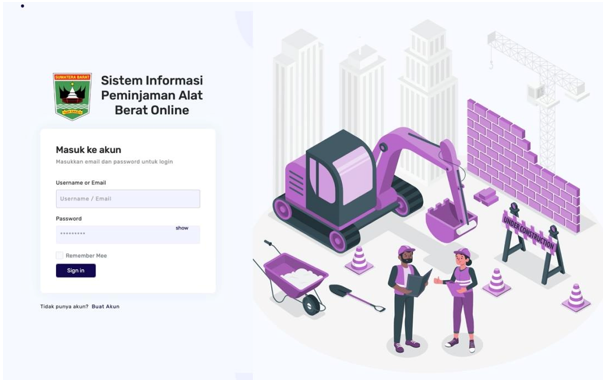 SUMATERA BARAT
Sistem Informasi
Peminjaman Alat
Berat Online
Masuk ke akun
Masukkan email dan password untuk login
Username or Email
Username / Email
Password
*********
show
Remember Mee
Sign in
Tidak punya akun? Buat Akun
UNDER CONSTRUCTION